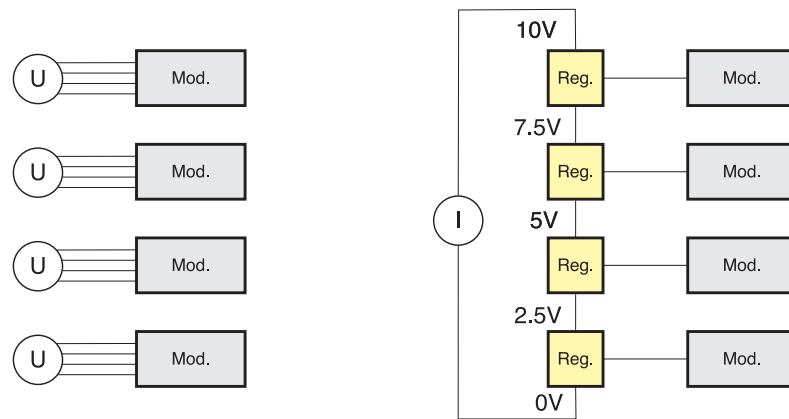 U
Mod.
U
Mod.
U
Mod.
U
Mod.
I
10V
Reg.
Mod.
7.5V
Reg.
Mod.
5V
Reg.
Mod.
2.5V
Reg.
Mod.
0V